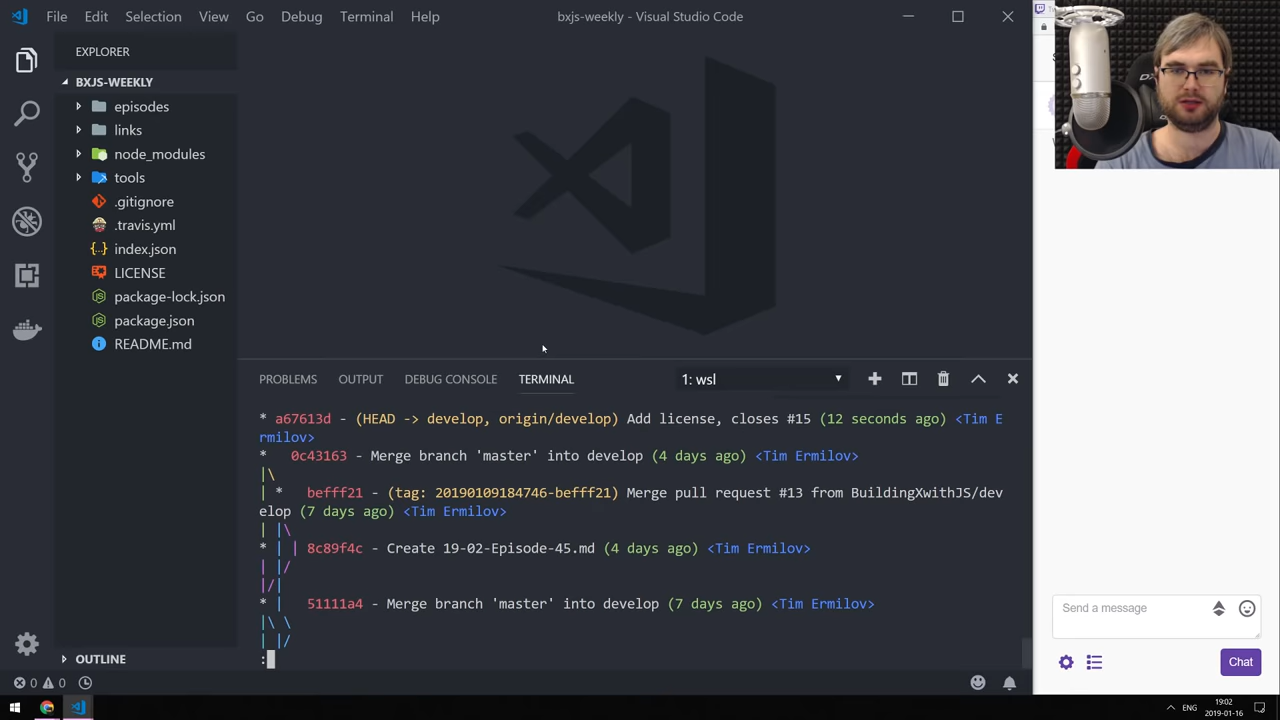 File Edit Selection View Go Debug Terminal Help
bxjs-weekly - Visual Studio Code
EXPLORER
BXJS-WEEKLY
episodes
links
node_modules
tools
.gitignore
.travis.yml
index.json
LICENSE
package-lock.json
package.json
README.md
OUTLINE
PROBLEMS OUTPUT DEBUG CONSOLE TERMINAL 1: wsl
* a67613d - (HEAD -> develop, origin/develop) Add license, closes #15 (12 seconds ago) <Tim E
rmilov>
* 0c43163 - Merge branch 'master' into develop (4 days ago) <Tim Ermilov>
|\
| * befff21 - (tag: 20190109184746-befff21) Merge pull request #13 from BuildingXwithJS/dev
elop (7 days ago) <Tim Ermilov>
| |\
* | | 8c89f4c - Create 19-02-Episode-45.md (4 days ago) <Tim Ermilov>
| |/
|/|
* | 51111a4 - Merge branch 'master' into develop (7 days ago) <Tim Ermilov>
|\ \
| |/
:
0 0
Send a message
Chat
ENG
19:02
2019-01-16